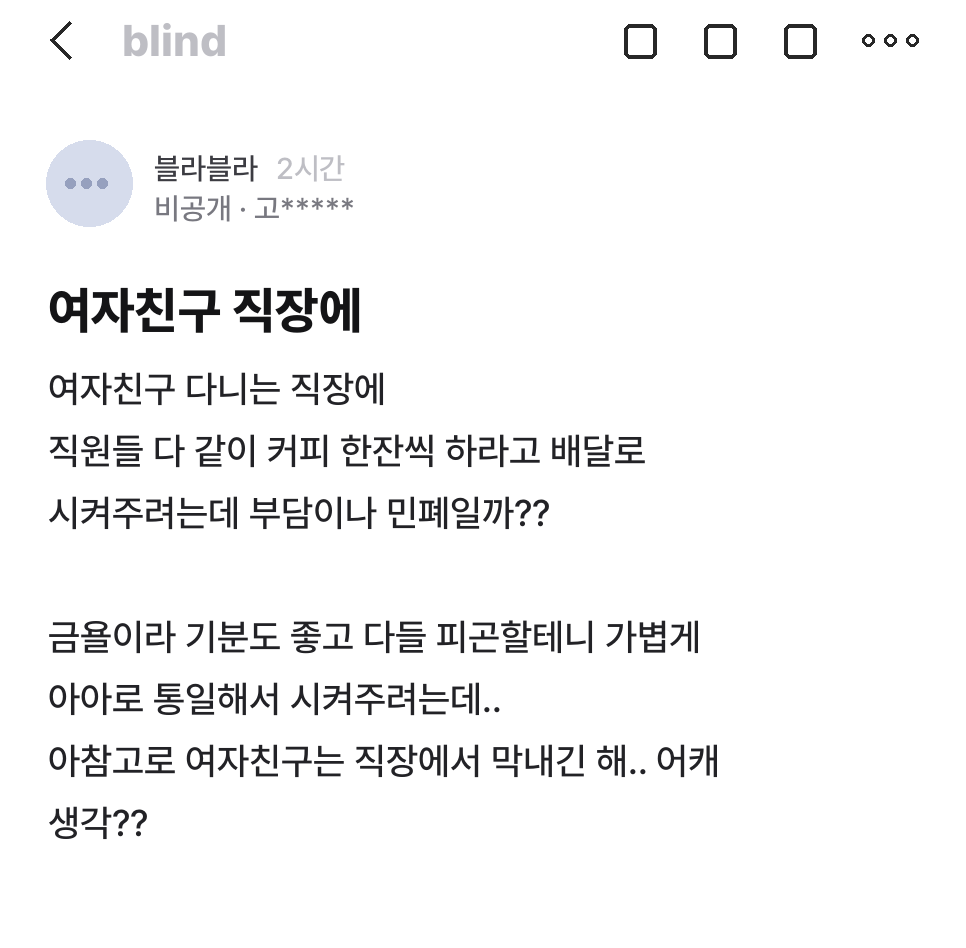 blind
블라블라 2시간
비공개 · 고*****
여자친구 직장에
여자친구 다니는 직장에
직원들 다 같이 커피 한잔씩 하라고 배달로
시켜주려는데 부담이나 민폐일까??
금욜이라 기분도 좋고 다들 피곤할테니 가볍게
아아로 통일해서 시켜주려는데..
아참고로 여자친구는 직장에서 막내긴 해.. 어캐
생각??